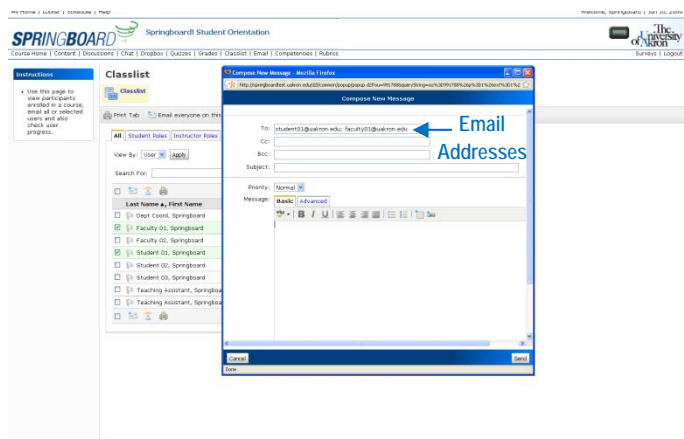 My Home | Locker | Schedule | Help
Welcome, Springboard | Jun 30, 2009
SPRINGBOARD
Springboard! Student Orientation
The University of Akron
Course Home | Content | Discussions | Chat | Dropbox | Quizzes | Grades | Classlist | Email | Competencies | Rubrics
Surveys | Logout
Instructions
• Use this page to
view participants
enrolled in a course,
email all or selected
users and also
check user
progress.
Classlist
Classlist
Print Tab Email everyone on this
All Student Roles Instructor Roles
View By: User Apply
Search For:
Last Name ▲, First Name
Dept Coord, Springboard
Faculty 01, Springboard
Faculty 02, Springboard
Student 01, Springboard
Student 02, Springboard
Student 03, Springboard
Teaching Assistant, Springboa
Teaching Assistant, Springboa
Compose New Message - Mozilla Firefox
Compose New Message
To: student01@uakron.edu; faculty01@uakron.edu
Cc:
Bcc:
Subject:
Priority: Normal
Message: Basic Advanced
B I U
Cancel
Send
Done
Email
Addresses